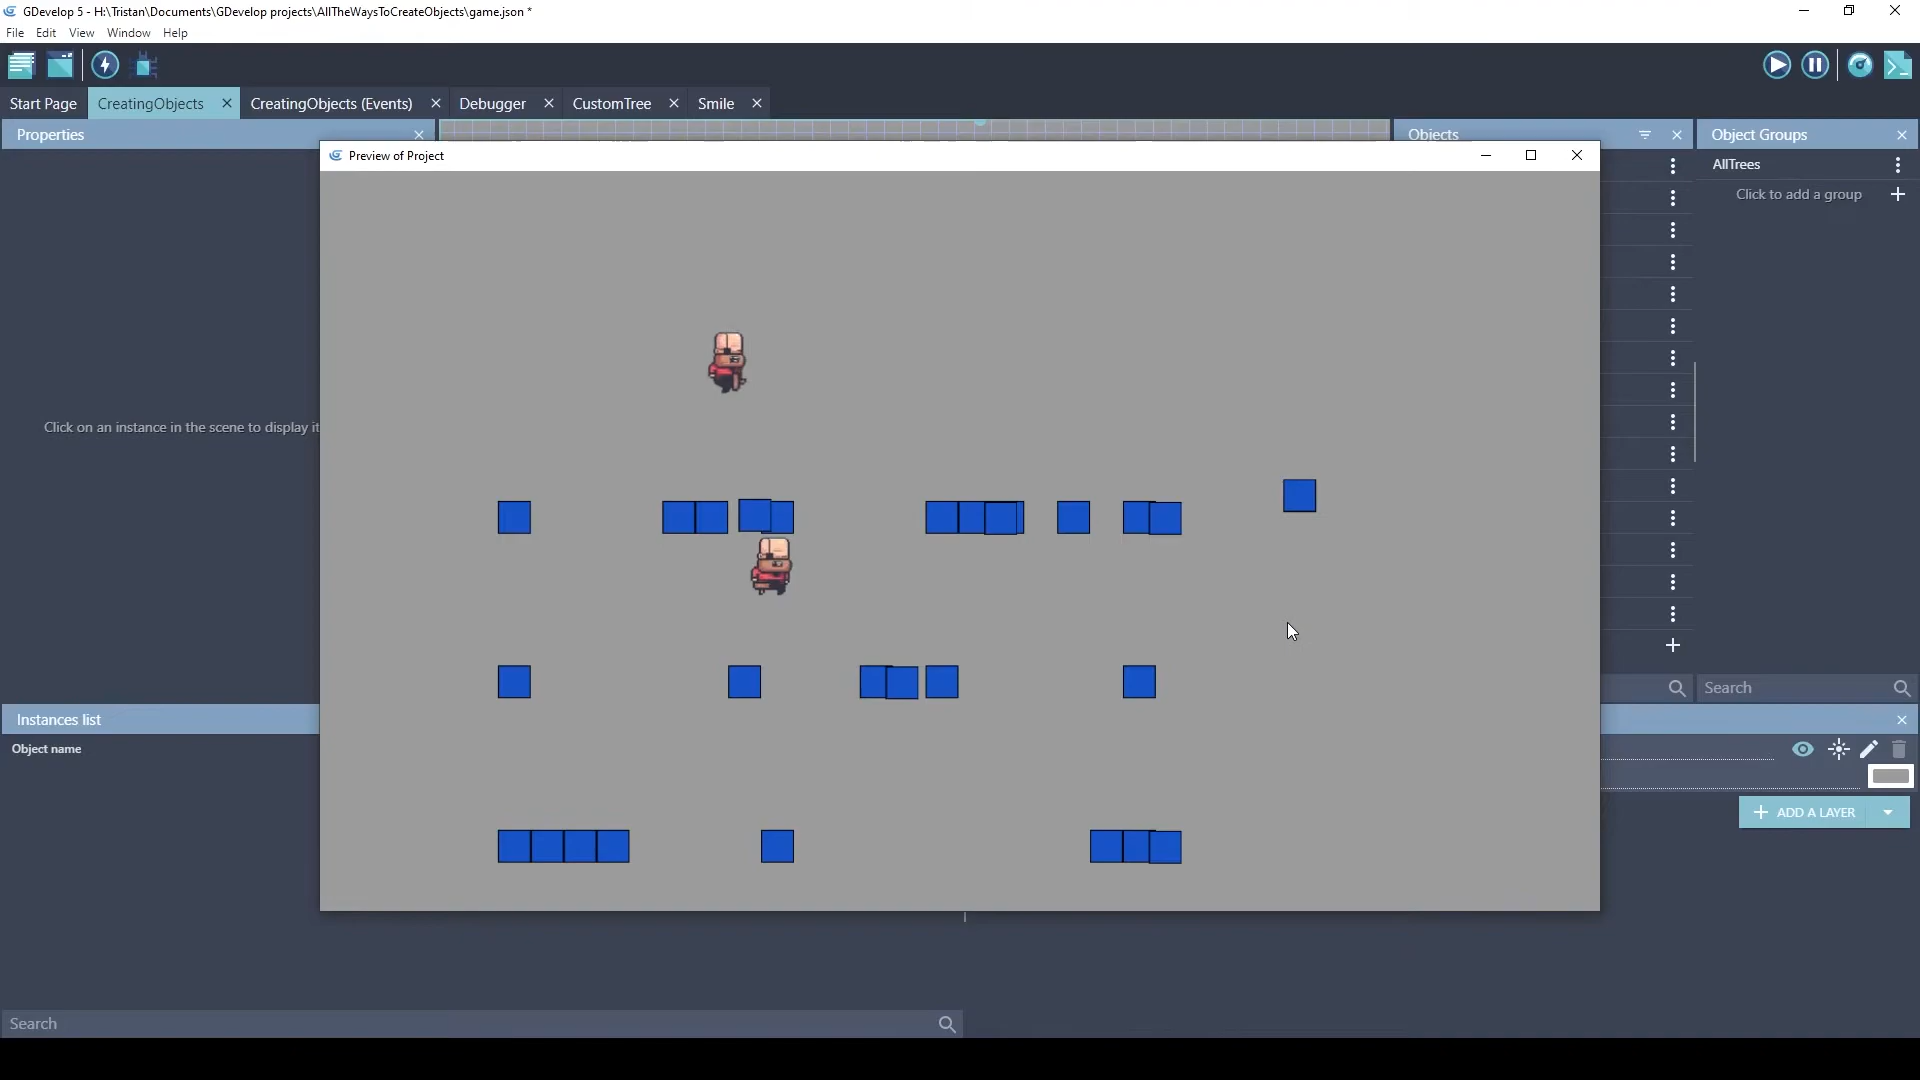 GDevelop 5 - H:\Tristan\Documents\GDevelop projects\AllTheWaysToCreateObjects\game.json *
File Edit View Window Help
Start Page CreatingObjects CreatingObjects (Events) Debugger CustomTree Smile
Properties
Objects
Object Groups
Preview of Project
AllTrees
Click to add a group
Click on an instance in the scene to display it
Search
Instances list
Object name
ADD A LAYER
Search